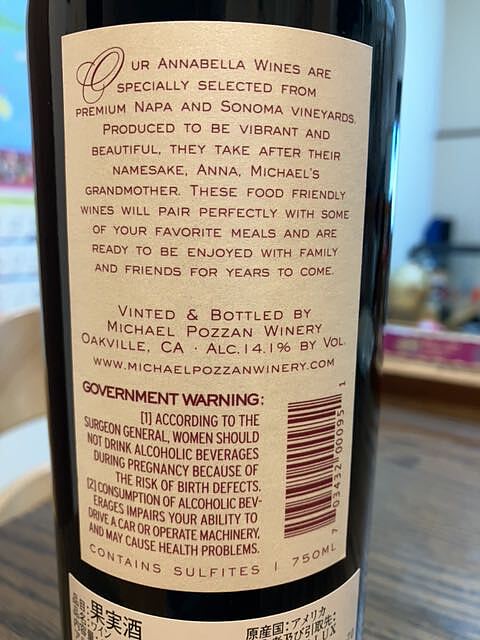 OUR ANNABELLA WINES ARE
SPECIALLY SELECTED FROM
PREMIUM NAPA AND SONOMA VINEYARDS.
PRODUCED TO BE VIBRANT AND
BEAUTIFUL, THEY TAKE AFTER THEIR
NAMESAKE, ANNA, MICHAEL'S
GRANDMOTHER. THESE FOOD FRIENDLY
WINES WILL PAIR PERFECTLY WITH SOME
OF YOUR FAVORITE MEALS AND ARE
READY TO BE ENJOYED WITH FAMILY
AND FRIENDS FOR YEARS TO COME.
VINTED & BOTTLED BY
MICHAEL POZZAN WINERY
OAKVILLE, CA · ALC.14.1% BY VOL.
WWW.MICHAELPOZZANWINERY.COM
GOVERNMENT WARNING:
[1] ACCORDING TO THE
SURGEON GENERAL, WOMEN SHOULD
NOT DRINK ALCOHOLIC BEVERAGES
DURING PREGNANCY BECAUSE OF
THE RISK OF BIRTH DEFECTS.
[2] CONSUMPTION OF ALCOHOLIC BEV-
ERAGES IMPAIRS YOUR ABILITY TO
DRIVE A CAR OR OPERATE MACHINERY,
AND MAY CAUSE HEALTH PROBLEMS.
7 03432 00095 1
CONTAINS SULFITES | 750ML
果実酒
原産国:アメリカ